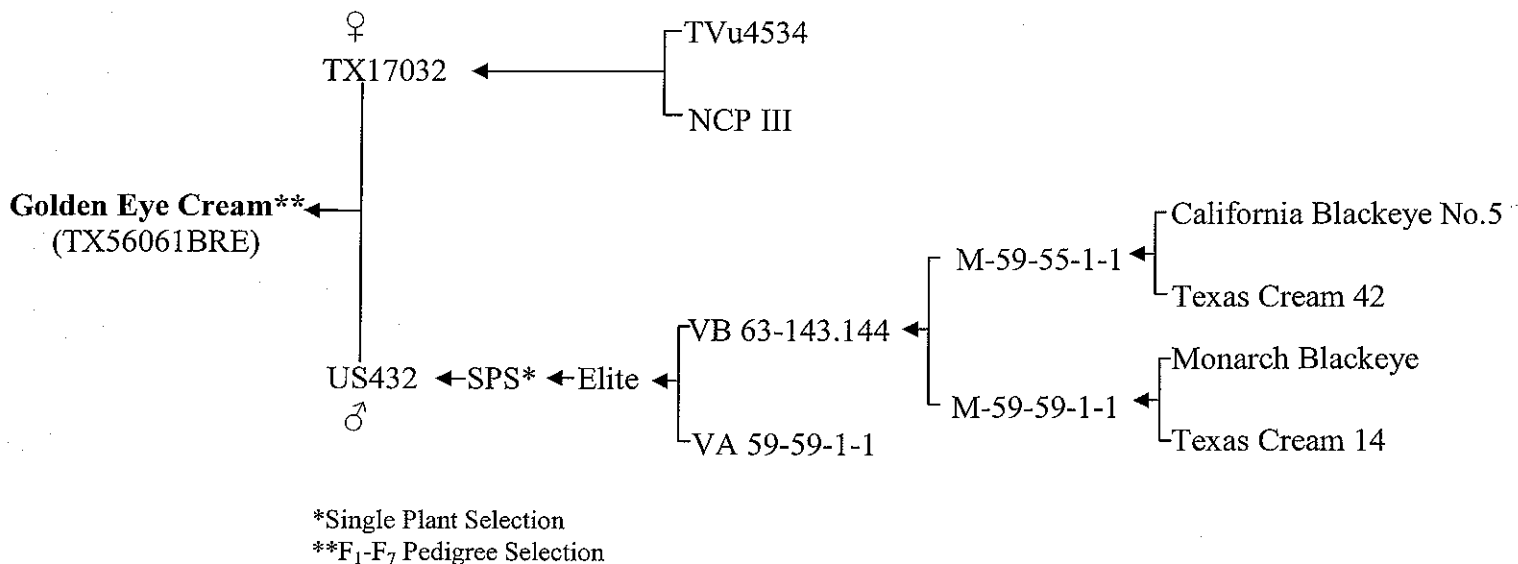 ♀
TX17032
TVu4534
NCP III
Golden Eye Cream**
(TX56061BRE)
California Blackeye No.5
M-59-55-1-1
Texas Cream 42
VB 63-143.144
Monarch Blackeye
US432
SPS*
Elite
M-59-59-1-1
♂
VA 59-59-1-1
Texas Cream 14
*Single Plant Selection
**F₁-F₇ Pedigree Selection